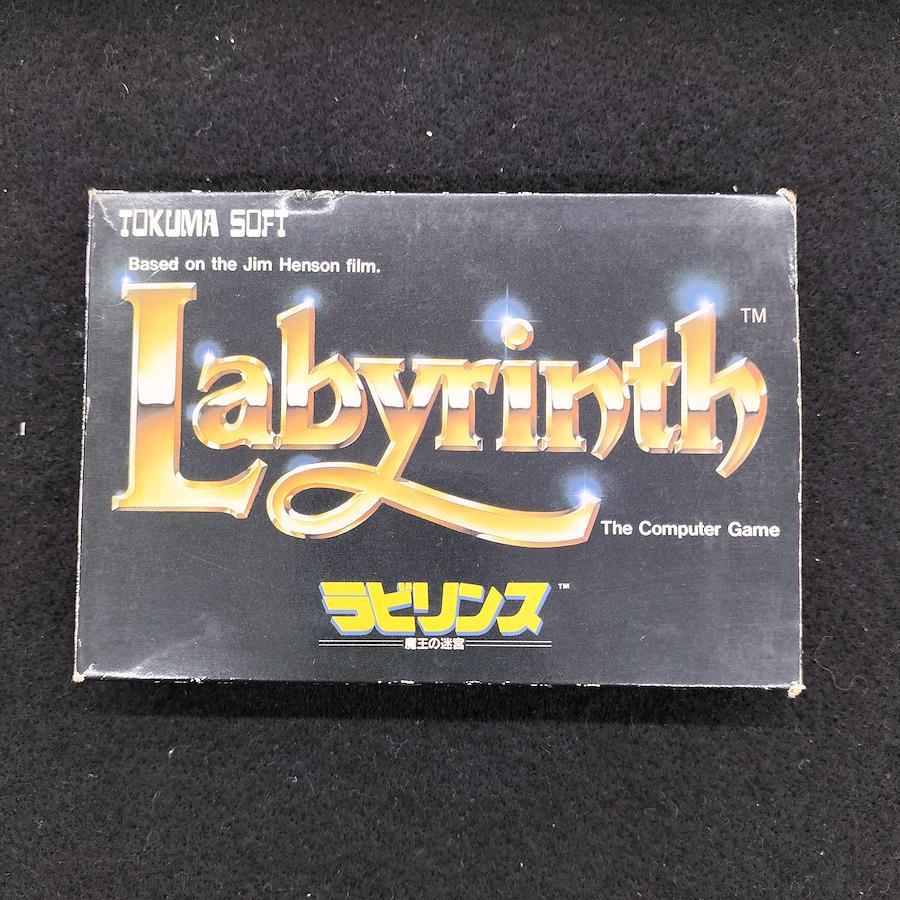 TOKUMA SOFT
Based on the Jim Henson film.
Labyrinth TM
The Computer Game
ラビリンス TM
魔王の迷宮